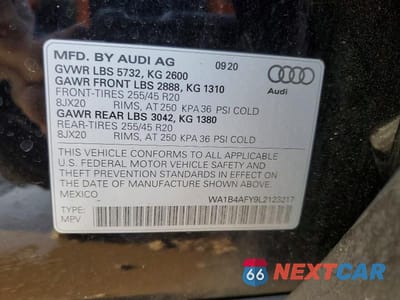 MFD. BY AUDI AG
09/20
GVWR LBS 5732, KG 2600
GAWR FRONT LBS 2888, KG 1310
Audi
FRONT-TIRES 255/45 R20
8JX20 RIMS, AT 250 KPA 36 PSI COLD
GAWR REAR LBS 3042, KG 1380
REAR-TIRES 255/45 R20
8JX20 RIMS, AT 250 KPA 36 PSI COLD
THIS VEHICLE CONFORMS TO ALL APPLICABLE
U.S. FEDERAL MOTOR VEHICLE SAFETY AND
THEFT PREVENTION STANDARDS IN EFFECT ON
DATE OF MANUFACTURE SHOWN ABOVE.
MEXICO
WA1B4AFY9L2123217
TYPE:
MPV
66 NEXTCAR